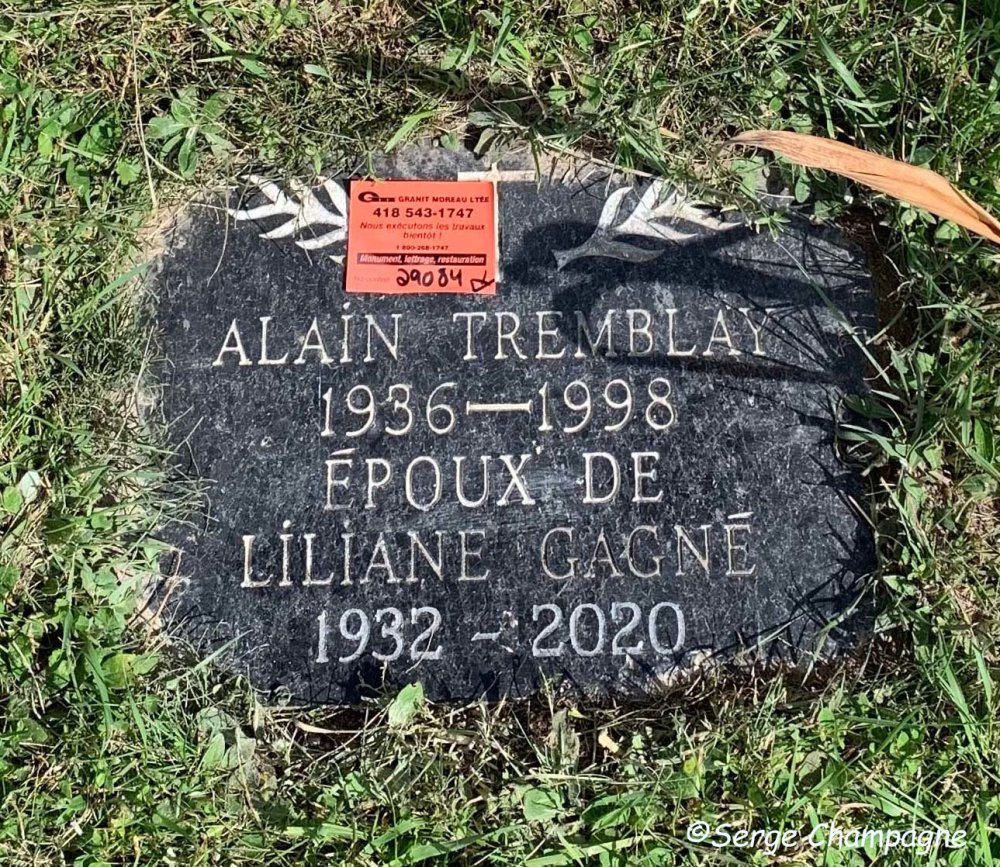 GRANIT MOREAU LTÉE
418 543-1747
Nous exécutons les travaux
bientôt !
1 800-268-1747
Monument, lettrage, restauration
29084
ALAIN TREMBLAY
1936—1998
ÉPOUX DE
LILIANE GAGNÉ
1932 - 2020
©Serge Champagne